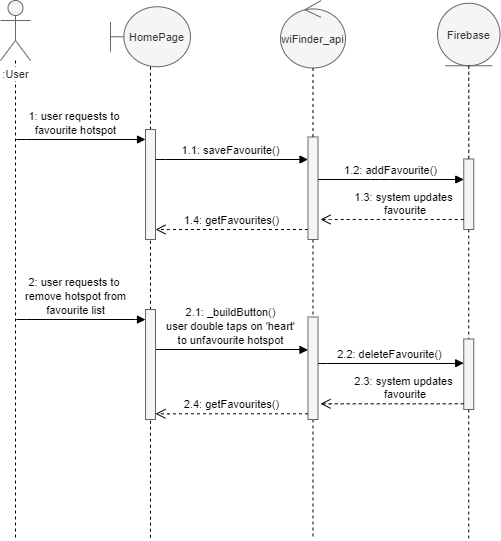 HomePage
wiFinder_api
Firebase
:User
1: user requests to
favourite hotspot
1.1: saveFavourite()
1.2: addFavourite()
1.3: system updates
favourite
1.4: getFavourites()
2: user requests to
remove hotspot from
favourite list
2.1: _buildButton()
user double taps on 'heart'
to unfavourite hotspot
2.2: deleteFavourite()
2.3: system updates
favourite
2.4: getFavourites()